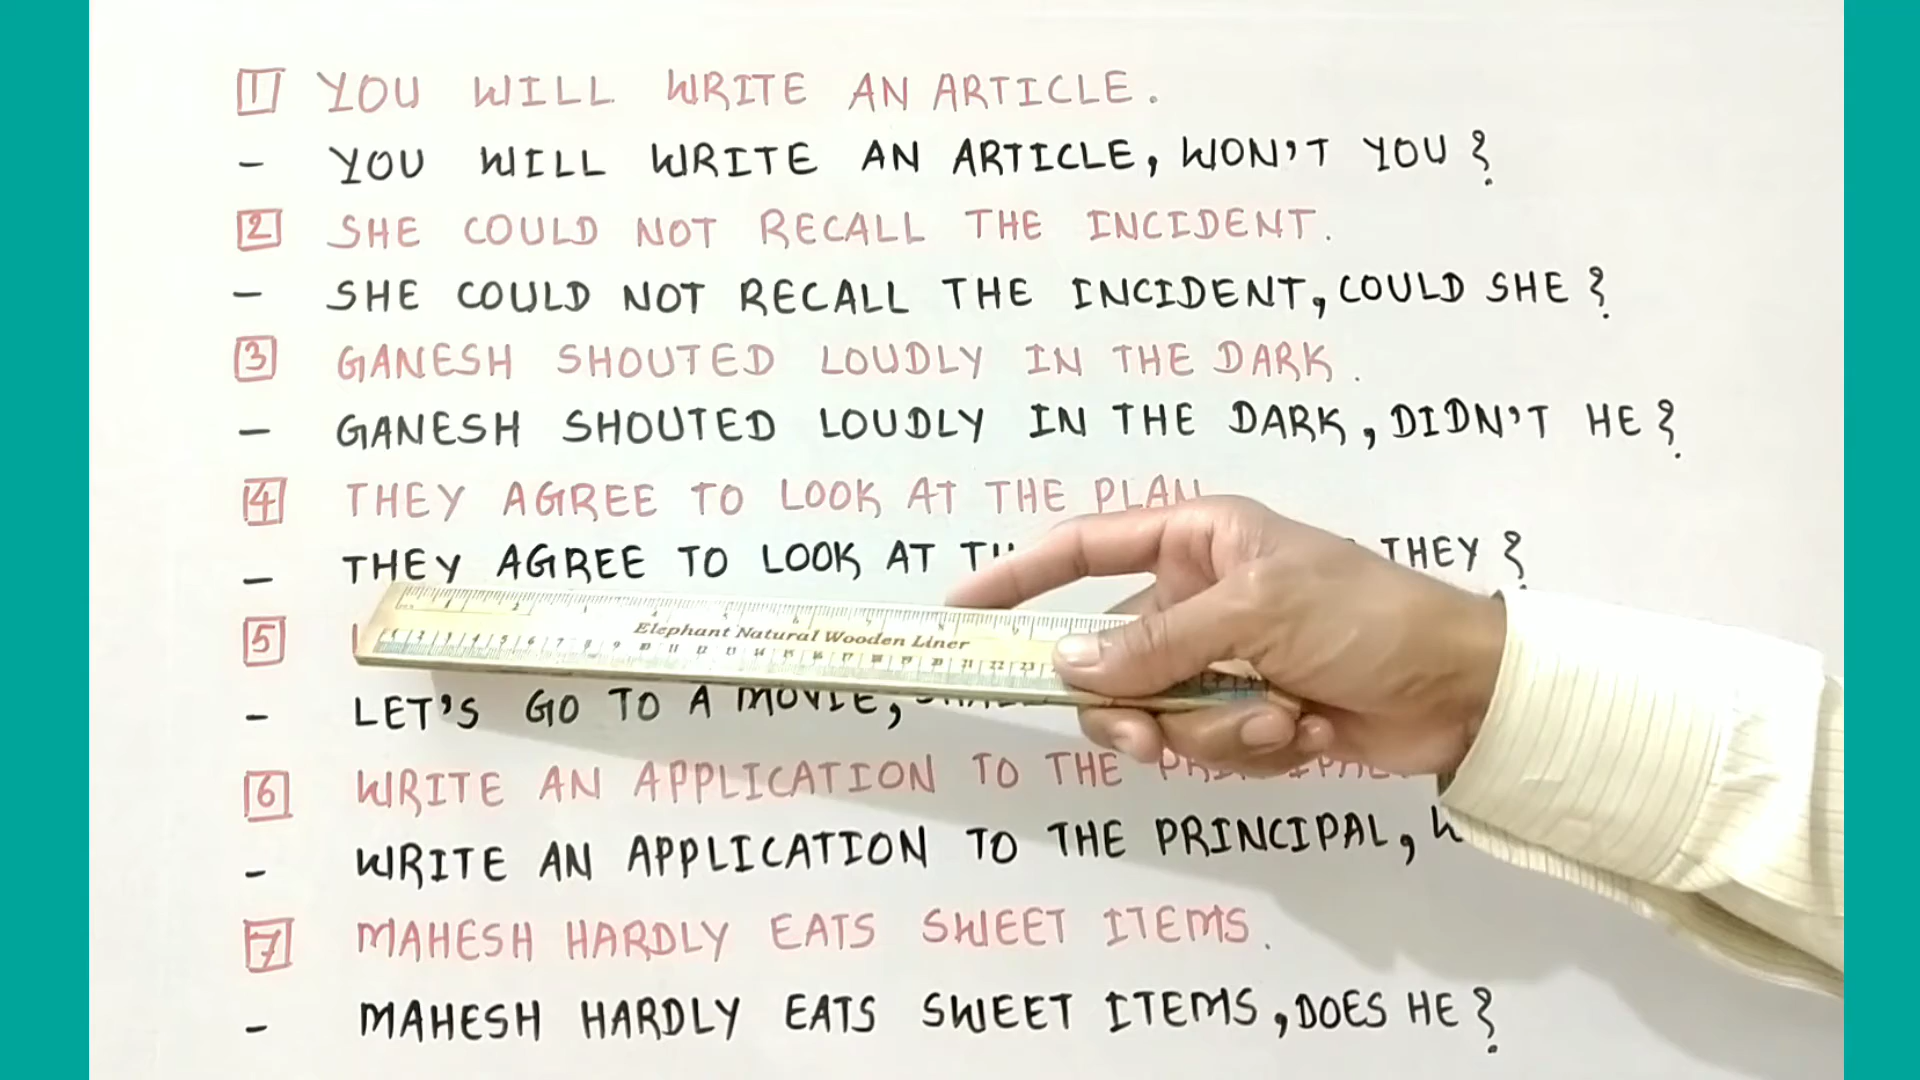 1 YOU WILL WRITE AN ARTICLE.
- YOU WILL WRITE AN ARTICLE, WON'T YOU?
2 SHE COULD NOT RECALL THE INCIDENT.
- SHE COULD NOT RECALL THE INCIDENT, COULD SHE?
3 GANESH SHOUTED LOUDLY IN THE DARK.
- GANESH SHOUTED LOUDLY IN THE DARK, DIDN'T HE?
4 THEY AGREE TO LOOK AT THE PLAN
- THEY AGREE TO LOOK AT THEY?
Elephant Natural Wooden Liner
5
- LET'S GO TO A MOVIE,
6 WRITE AN APPLICATION TO THE PRINCIPAL
- WRITE AN APPLICATION TO THE PRINCIPAL,
7 MAHESH HARDLY EATS SWEET ITEMS.
- MAHESH HARDLY EATS SWEET ITEMS, DOES HE?